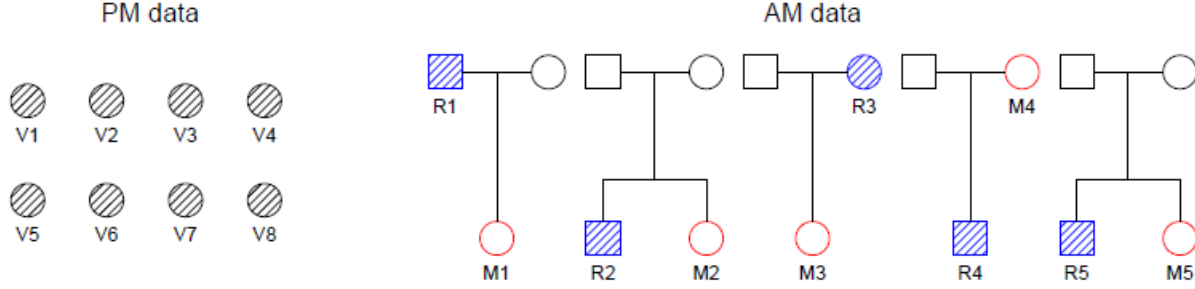 PM data
AM data
V1 V2 V3 V4
V5 V6 V7 V8
R1 R3 M4
M1 R2 M2 M3 R4 R5 M5